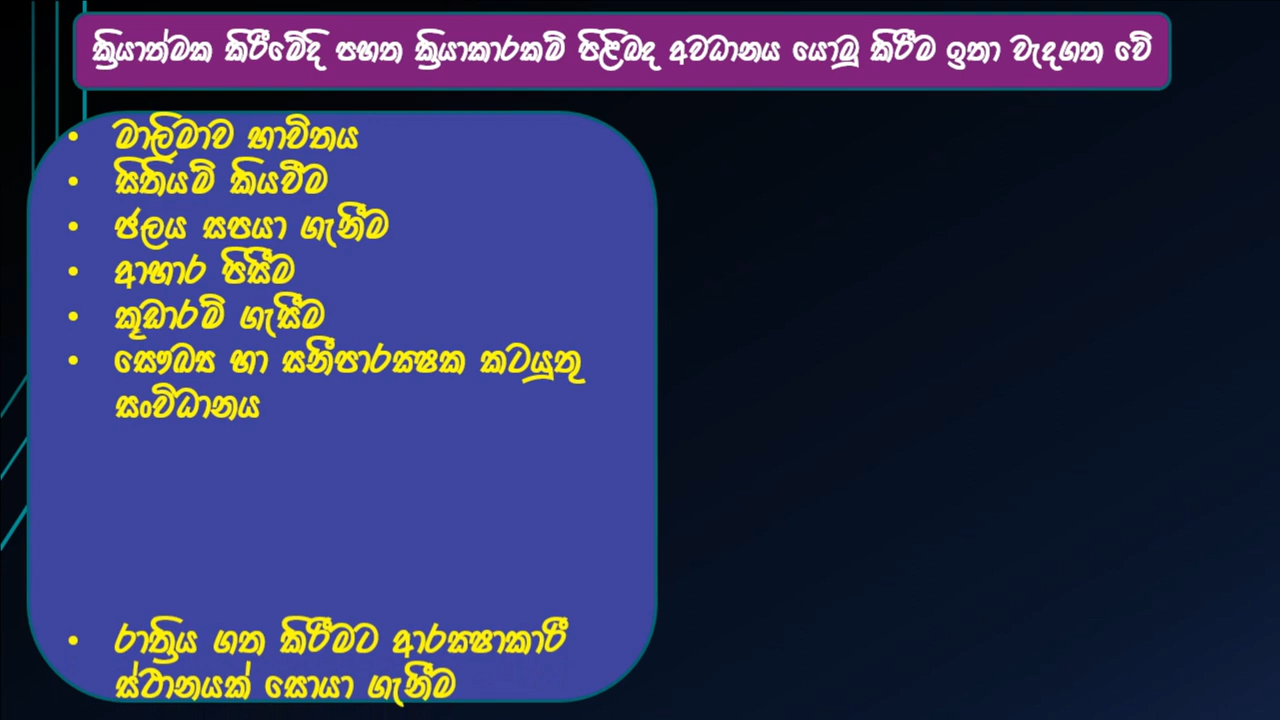 ක්‍රියාත්මක කිරීමේදි පහත ක්‍රියාකාරකම් පිළිබද අවධානය යොමු කිරීම ඉතා වැදගත වේ
• මාලිමාව භාවිතය
• සිතියම් කියවීම
• ජලය සපයා ගැනීම
• ආහාර පිසීම
• කූඩාරම් ගැසීම
• සෞඛ්‍ය හා සනීපාරක්ෂක කටයුතු
සංවිධානය
• රාත්‍රිය ගත කිරීමට ආරක්ෂාකාරී
ස්ථානයක් සොයා ගැනීම